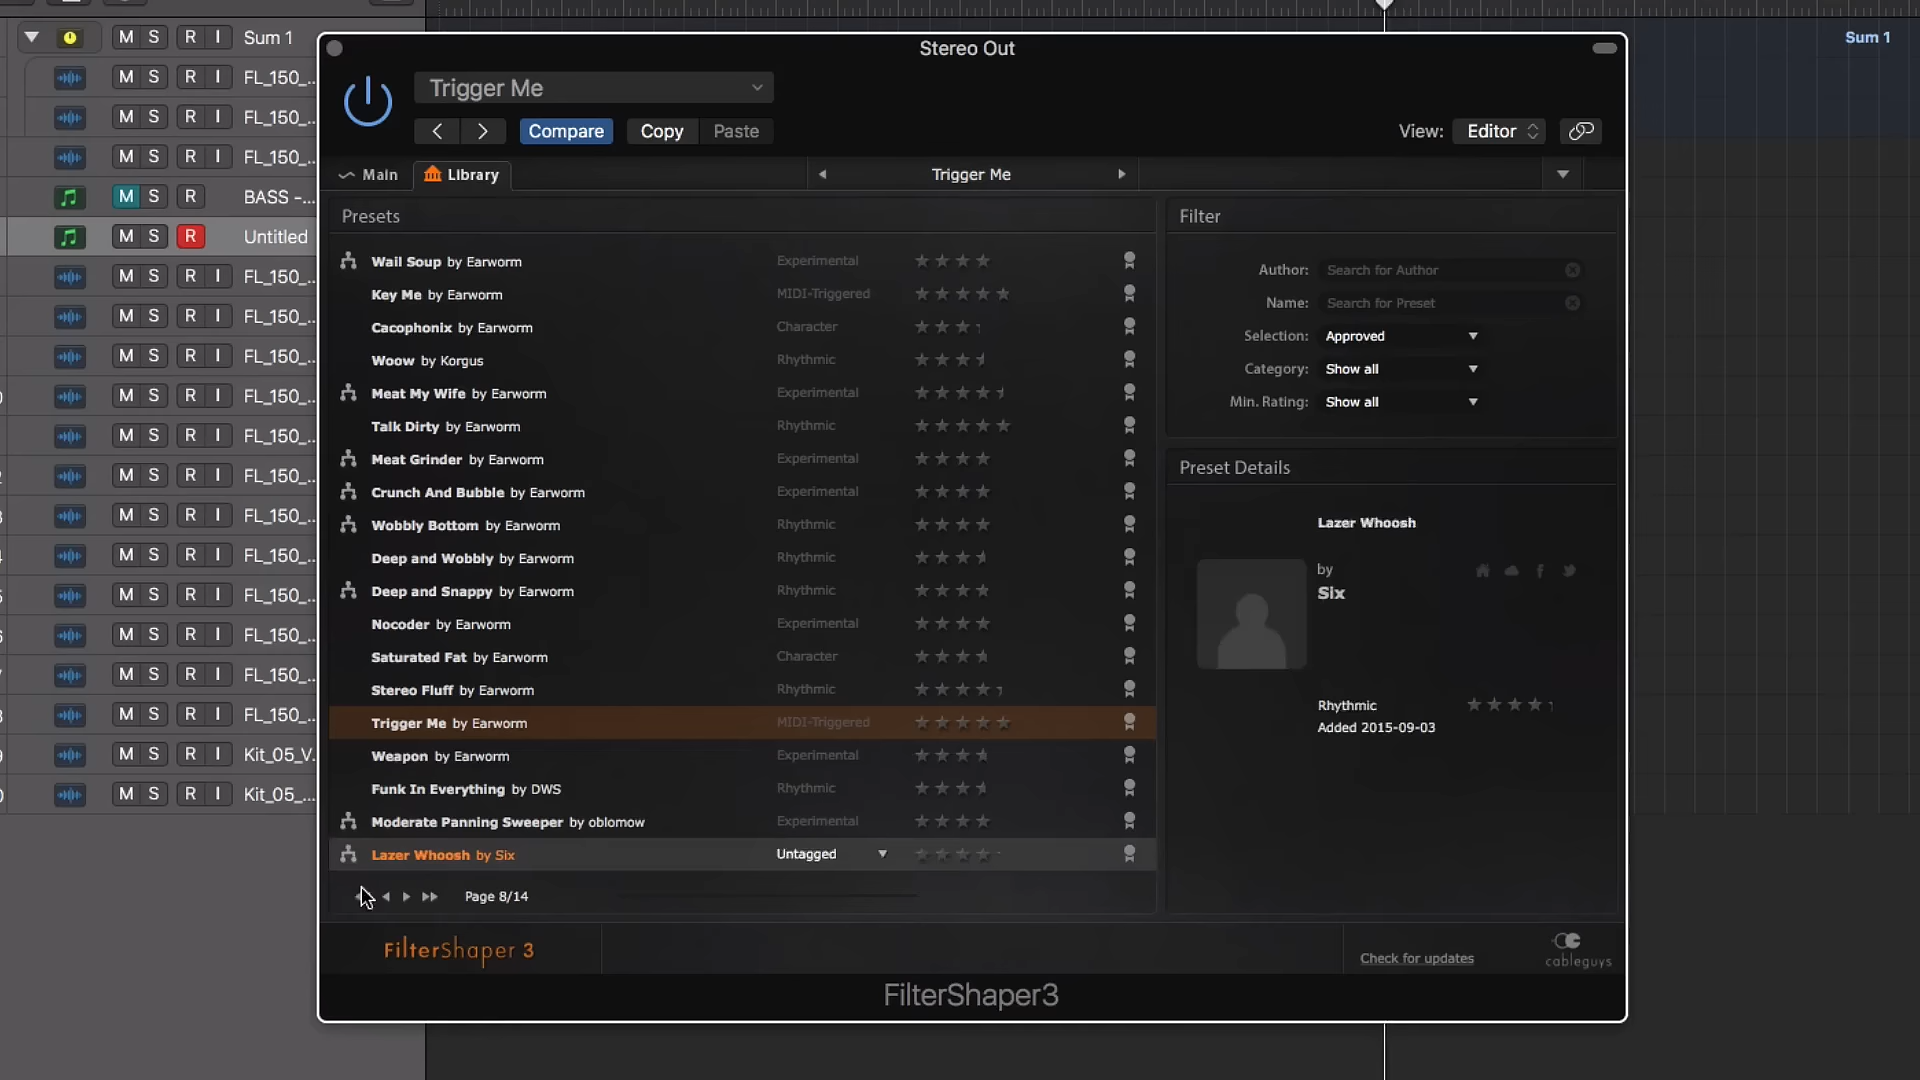 Stereo Out
Trigger Me
Compare Copy Paste View: Editor
Main Library Trigger Me
Presets
Wail Soup by Earworm Experimental
Key Me by Earworm MIDI-Triggered
Cacophonix by Earworm Character
Woow by Korgus Rhythmic
Meat My Wife by Earworm Experimental
Talk Dirty by Earworm Rhythmic
Meat Grinder by Earworm Experimental
Crunch And Bubble by Earworm Experimental
Wobbly Bottom by Earworm Rhythmic
Deep and Wobbly by Earworm Rhythmic
Deep and Snappy by Earworm Rhythmic
Nocoder by Earworm Experimental
Saturated Fat by Earworm Character
Stereo Fluff by Earworm Rhythmic
Trigger Me by Earworm MIDI-Triggered
Weapon by Earworm Experimental
Funk In Everything by DWS Rhythmic
Moderate Panning Sweeper by oblomow Experimental
Lazer Whoosh by Six Untagged
Page 8/14
Filter
Author: Search for Author
Name: Search for Preset
Selection: Approved
Category: Show all
Min. Rating: Show all
Preset Details
Lazer Whoosh
by
Six
Rhythmic
Added 2015-09-03
FilterShaper 3
Check for updates
cableguys
FilterShaper3
M S R I Sum 1
M S R I FL_150_...
M S R I FL_150_...
M S R I FL_150_...
M S R BASS -...
M S R Untitled
M S R I FL_150_...
M S R I FL_150_...
M S R I FL_150_...
M S R I FL_150_...
M S R I FL_150_...
M S R I FL_150_...
M S R I FL_150_...
M S R I FL_150_...
M S R I FL_150_...
M S R I FL_150_...
M S R I FL_150_...
M S R I FL_150_...
M S R I Kit_05_V.
M S R I Kit_05_...
Sum 1